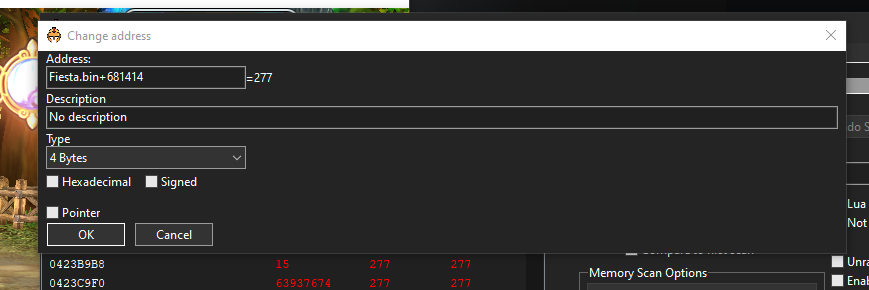 Change address
Address:
Fiesta.bin+681414 =277
Description
No description
Type
4 Bytes
Hexadecimal Signed
Pointer
OK Cancel
do S
Lua
Not
Unra
Enab
0423B9B8 15 277 277
0423C9F0 63937674 277 277
Memory Scan Options